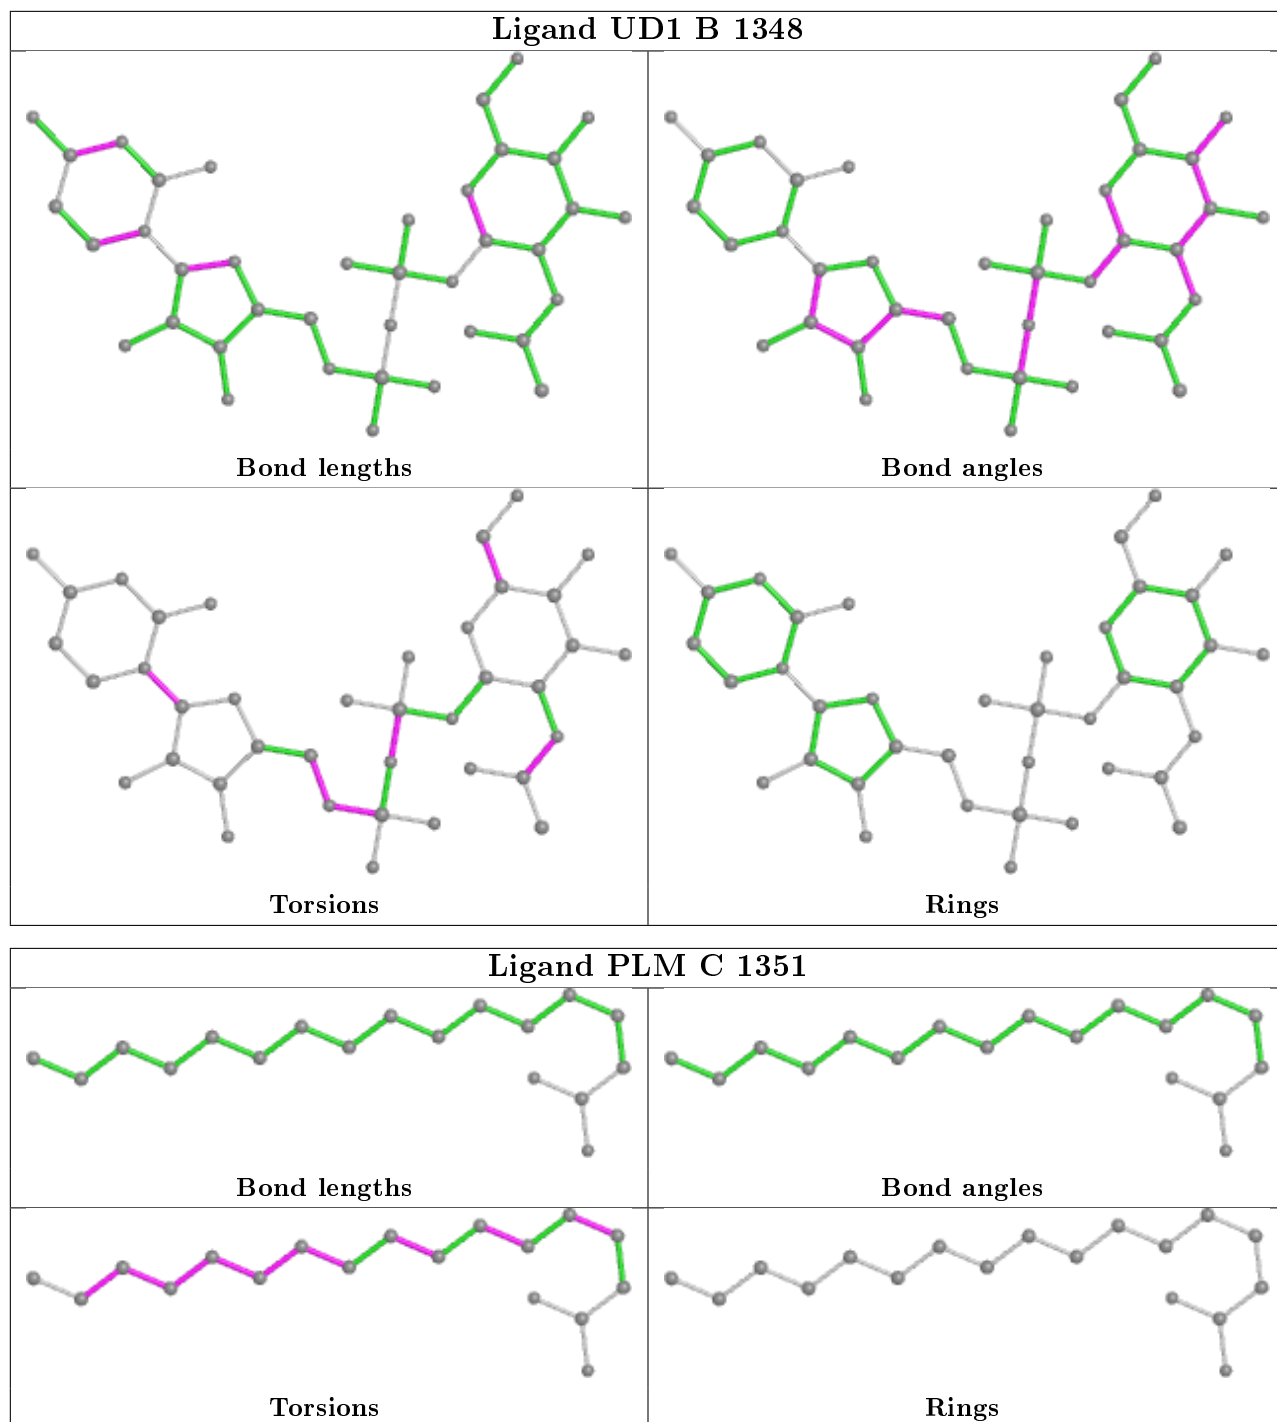 Ligand UD1 B 1348
Bond lengths
Bond angles
Torsions
Rings
Ligand PLM C 1351
Bond lengths
Bond angles
Torsions
Rings